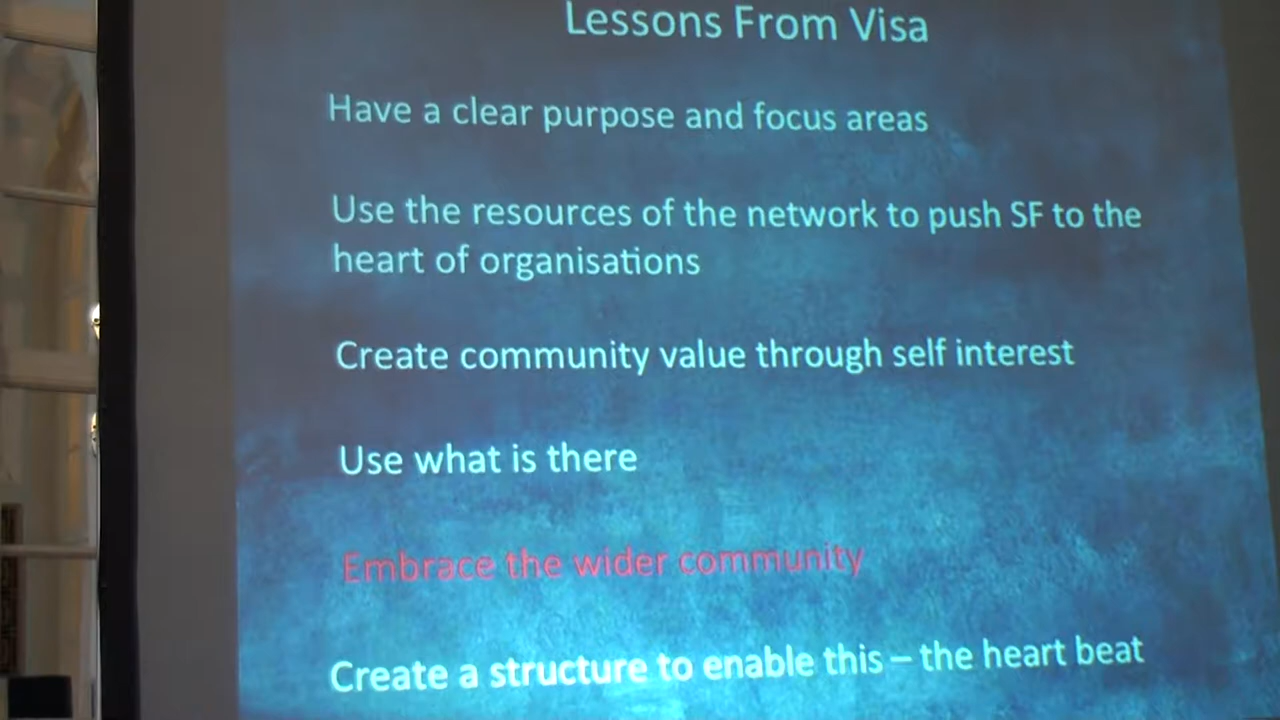 Lessons From Visa
Have a clear purpose and focus areas
Use the resources of the network to push SF to the
heart of organisations
Create community value through self interest
Use what is there
Embrace the wider community
Create a structure to enable this – the heart beat